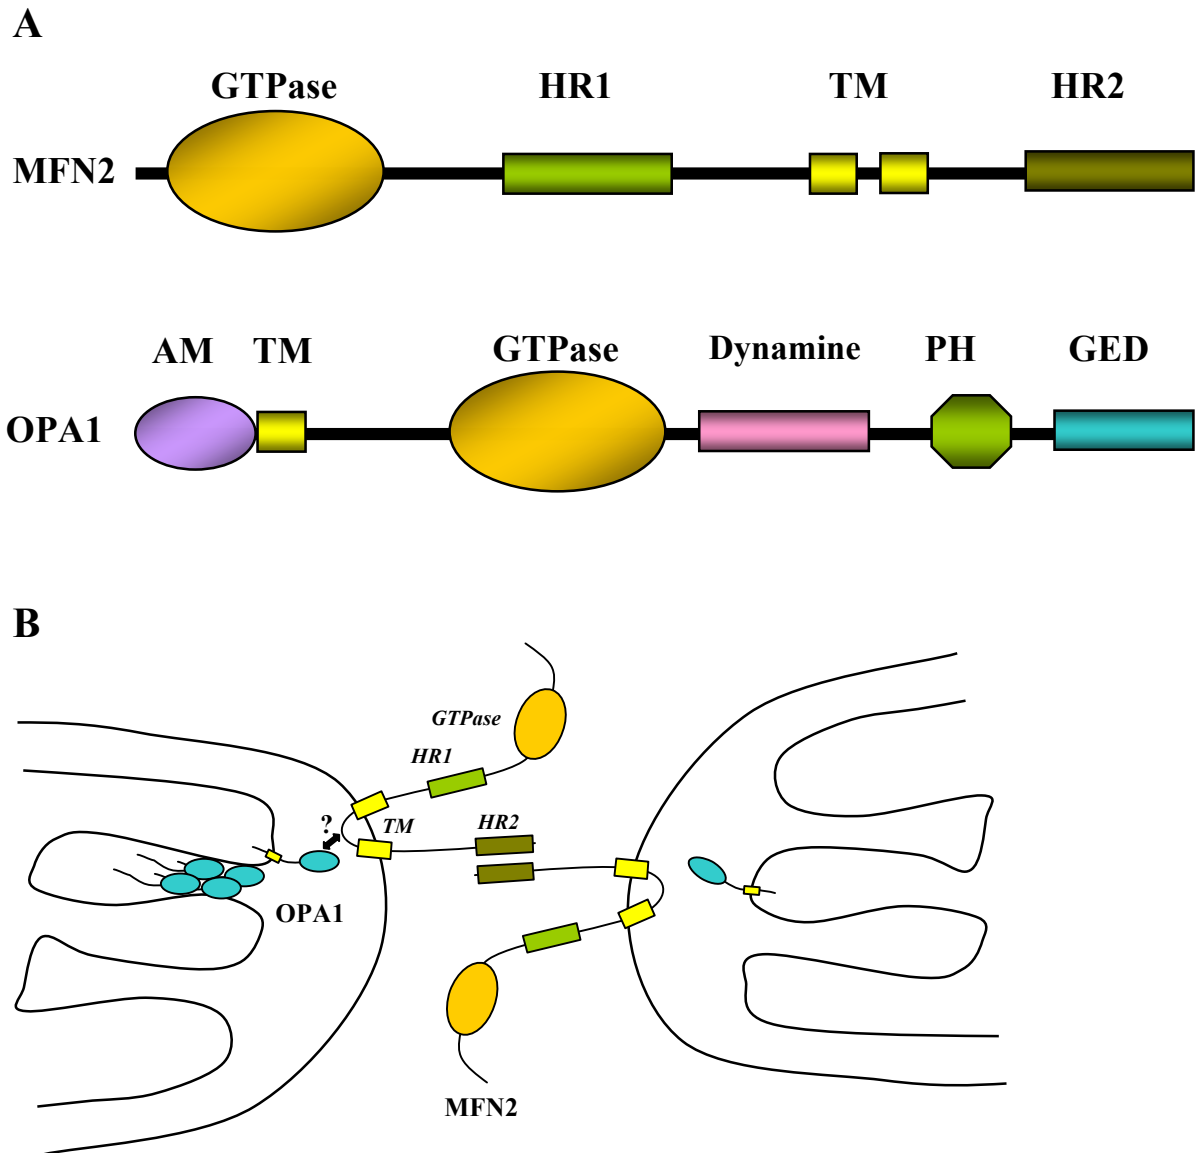 A
GTPase HR1 TM HR2
MFN2
AM TM GTPase Dynamine PH GED
OPA1
B
GTPase
HR1
?
TM HR2
OPA1
MFN2